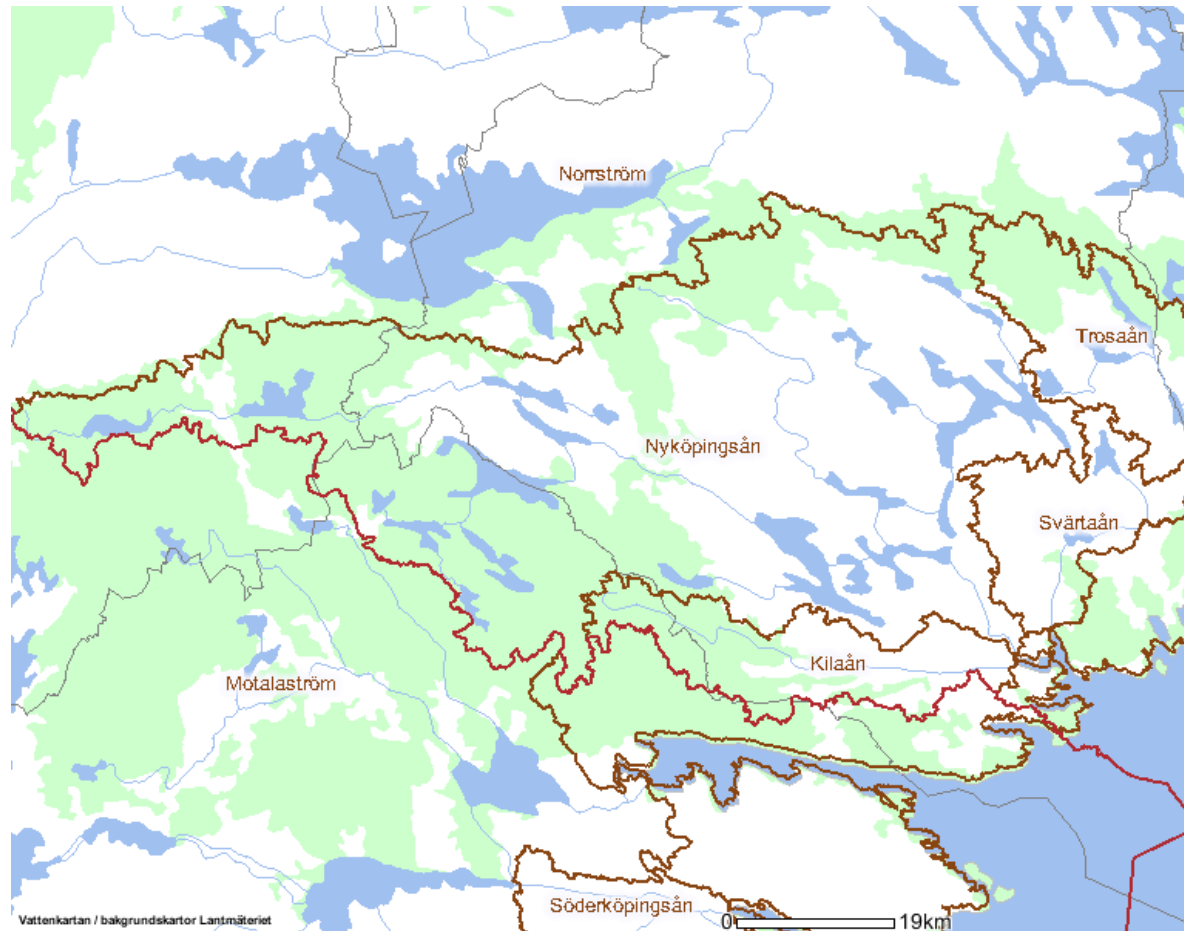 Norrström
Trosaån
Nyköpingsån
Svärtaån
Kilaån
Motalaström
Söderköpingsån
0 19km
Vattenkartan / bakgrundskartor Lantmäteriet